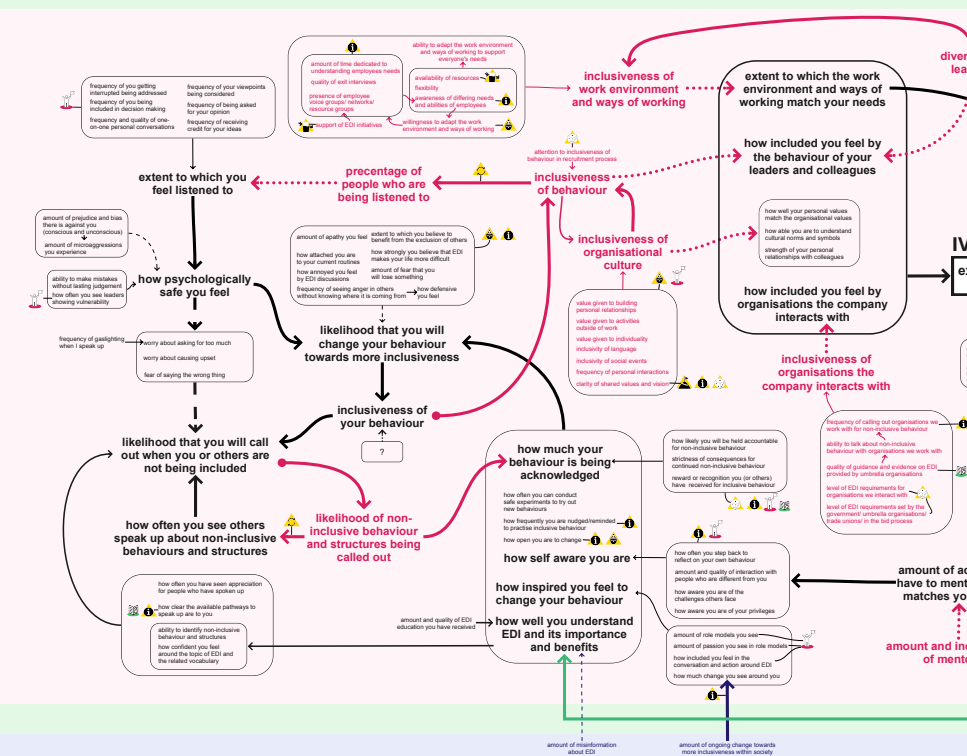 ability to adapt the work environment
and ways of working to support
everyone's needs
amount of time dedicated to
understanding employees needs
quality of exit interviews
presence of employee
voice groups/ networks/
resource groups
support of EDI initiatives
availability of resources
flexibility
awareness of differing needs
and abilities of employees
willingness to adapt the work
environment and ways of working
inclusiveness of
work environment
and ways of working
extent to which the work
environment and ways of
working match your needs
how included you feel by
the behaviour of your
leaders and colleagues
how well your personal values
match the organisational values
how able you are to understand
cultural norms and symbols
strength of your personal
relationships with colleagues
how included you feel by
organisations the company
interacts with
diver
lea
IV
ex
frequency of you getting
interrupted being addressed
frequency of you being
included in decision making
frequency and quality of one-
on-one personal conversations
frequency of your viewpoints
being considered
frequency of being asked
for your opinion
frequency of receiving
credit for your ideas
extent to which you
feel listened to
precentage of
people who are
being listened to
attention to inclusiveness of
behaviour in recruitment process
inclusiveness
of behaviour
inclusiveness of
organisational
culture
value given to building
personal relationships
value given to activities
outside of work
value given to individuality
inclusivity of language
inclusivity of social events
frequency of personal interactions
clarity of shared values and vision
amount of prejudice and bias
there is against you
(conscious and unconscious)
amount of microaggressions
you experience
ability to make mistakes
without lasting judgement
how often you see leaders
showing vulnerability
how psychologically
safe you feel
amount of apathy you feel
extent to which you believe to
benefit from the exclusion of others
how attached you are
to your current routines
how strongly you believe that EDI
makes your life more difficult
how annoyed you feel
by EDI discussions
amount of fear that you
will lose something
frequency of seeing anger in others
without knowing where it is coming from
how defensive
you feel
likelihood that you will
change your behaviour
towards more inclusiveness
frequency of gaslighting
when I speak up
worry about asking for too much
worry about causing upset
fear of saying the wrong thing
inclusiveness of
your behaviour
?
likelihood that you will call
out when you or others are
not being included
how often you see others
speak up about non-inclusive
behaviours and structures
likelihood of non-
inclusive behaviour
and structures being
called out
inclusiveness of
organisations the
company interacts with
frequency of calling out organisations we
work with for non-inclusive behaviour
ability to talk about non-inclusive
behaviour with organisations we work with
quality of guidance and evidence on EDI
provided by umbrella organisations
level of EDI requirements for
organisations we interact with
level of EDI requirements set by the
government/ umbrella organisations/
trade unions/ in the bid process
how much your
behaviour is being
acknowledged
how often you can conduct
safe experiments to try out
new behaviours
how frequently you are nudged/reminded
to practise inclusive behaviour
how open you are to change
how self aware you are
how inspired you feel to
change your behaviour
how well you understand
EDI and its importance
and benefits
how likely you will be held accountable
for non-inclusive behaviour
strictness of consequences for
continued non-inclusive behaviour
reward or recognition you (or others)
have received for inclusive behaviour
how often you step back to
reflect on your own behaviour
amount and quality of interaction with
people who are different from you
how aware you are of the
challenges others face
how aware you are of your privileges
amount of role models you see
amount of passion you see in role models
how included you feel in the
conversation and action around EDI
how much change you see around you
amount of ac
have to ment
matches yo
amount and inc
of mento
how often you have seen appreciation
for people who have spoken up
how clear the available pathways to
speak up are to you
ability to identify non-inclusive
behaviour and structures
how confident you feel
around the topic of EDI and
the related vocabulary
amount and quality of EDI
education you have received
amount of misinformation
about EDI
amount of ongoing change towards
more inclusiveness within society